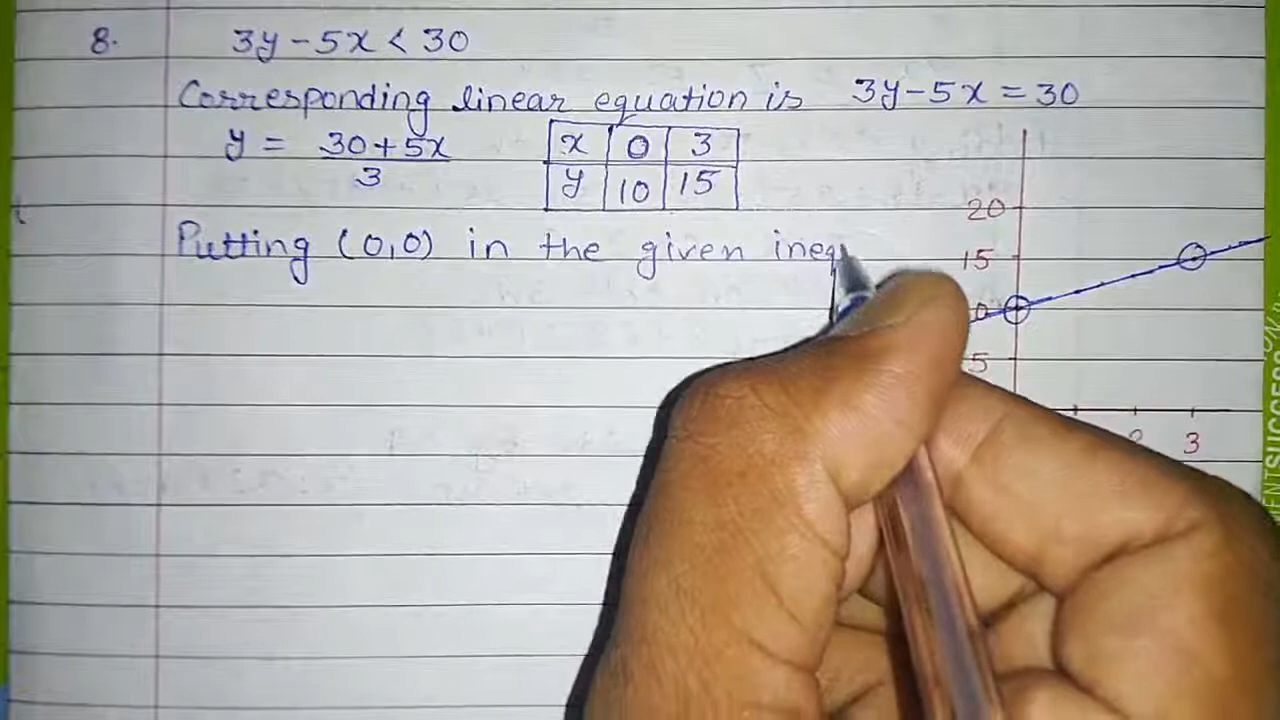 8. 3y - 5x < 30
Corresponding linear equation is 3y - 5x = 30
y = 30 + 5x
3
x 0 3
y 10 15
Putting (0,0) in the given ineq
20
15
0
5
3